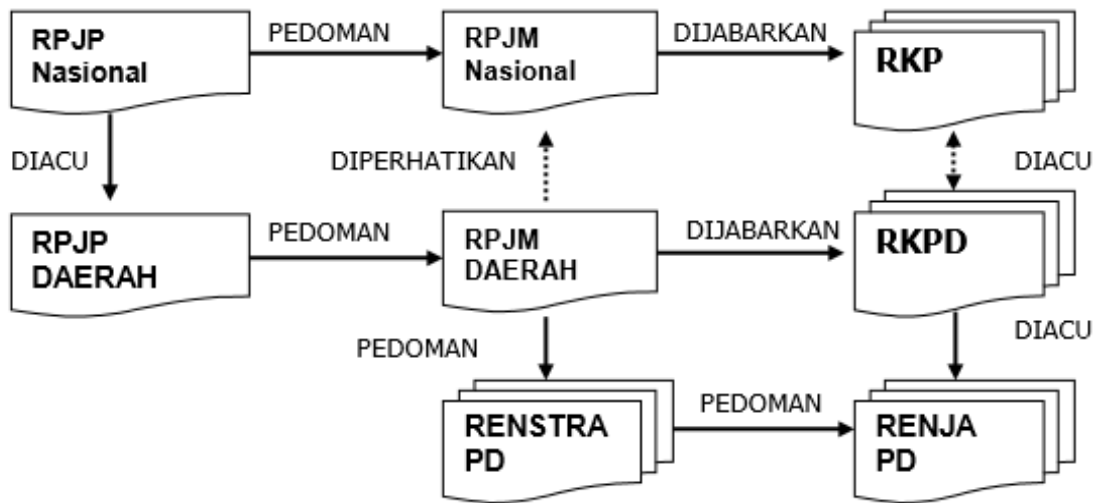 RPJP
Nasional
PEDOMAN
RPJM
Nasional
DIJABARKAN
RKP
DIACU
DIPERHATIKAN
DIACU
RPJP
DAERAH
PEDOMAN
RPJM
DAERAH
DIJABARKAN
RKPD
PEDOMAN
DIACU
RENSTRA
PD
PEDOMAN
RENJA
PD